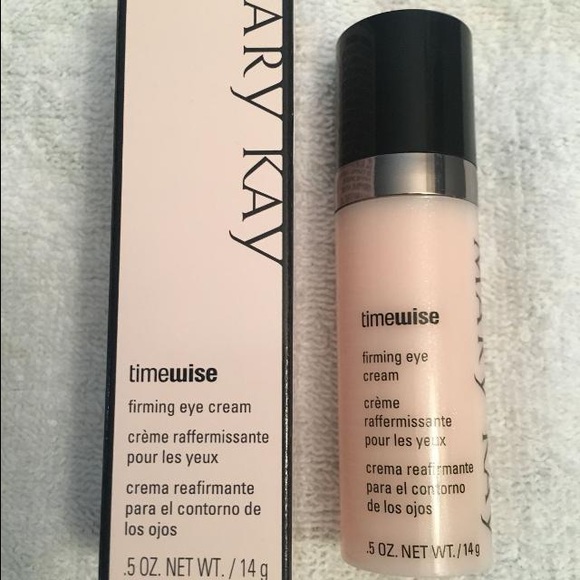 MARY KAY
timewise
firming eye cream
crème raffermissante
pour les yeux
crema reafirmante
para el contorno de
los ojos
.5 OZ. NET WT. / 14 g
MARY KAY
timewise
firming eye
cream
crème
raffermissante
pour les yeux
crema reafirmante
para el contorno
de los ojos
.5 OZ. NET WT. / 14 g